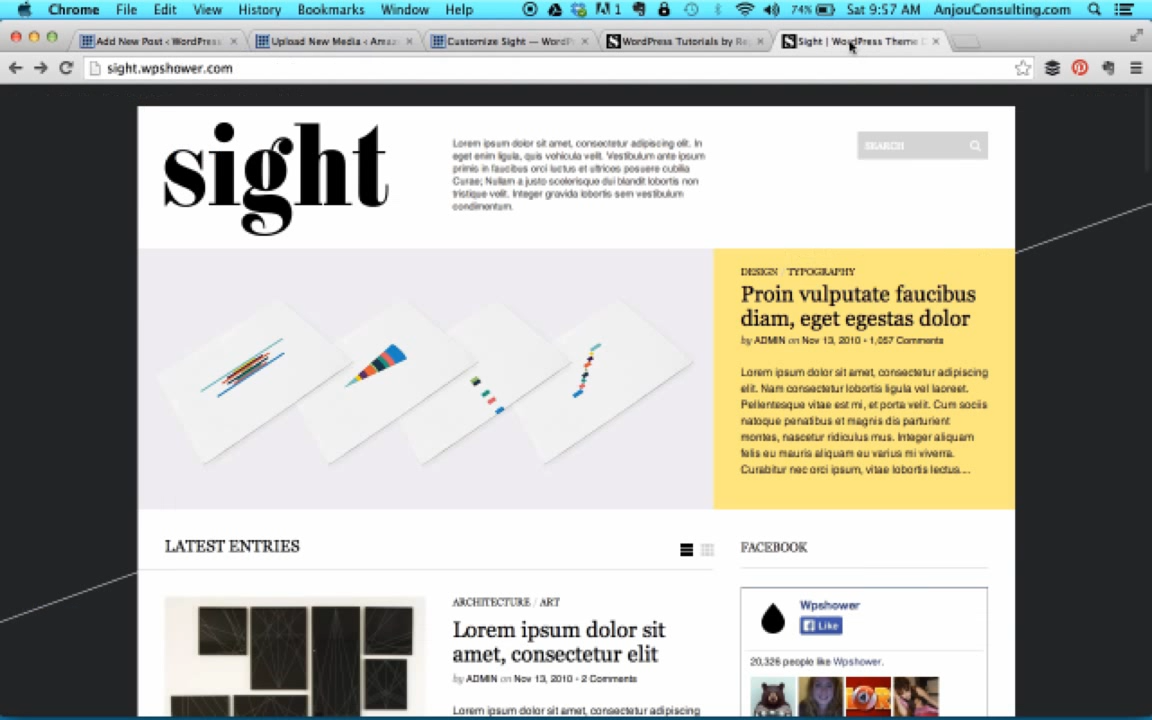 Chrome File Edit View History Bookmarks Window Help 1 74% Sat 9:57 AM AnjouConsulting.com
Add New Post ‹ WordPress Upload New Media ‹ Amaz Customize Sight — WordP WordPress Tutorials by Re Sight | WordPress Theme
sight.wpshower.com
sight
Lorem ipsum dolor sit amet, consectetur adipiscing elit. In
eget enim ligula, quis vehicula velit. Vestibulum ante ipsum
primis in faucibus orci luctus et ultrices posuere cubilia
Curae; Nullam a justo scelerisque dui blandit lobortis non
tristique velit. Integer gravida lobortis sem vestibulum
condimentum.
SEARCH
DESIGN TYPOGRAPHY
Proin vulputate faucibus
diam, eget egestas dolor
by ADMIN on Nov 13, 2010 • 1,057 Comments
Lorem ipsum dolor sit amet, consectetur adipiscing
elit. Nam consectetur lobortis ligula vel laoreet.
Pellentesque vitae est mi, et porta velit. Cum sociis
natoque penatibus et magnis dis parturient
montes, nascetur ridiculus mus. Integer aliquam
felis eu mauris aliquam eu varius mi viverra.
Curabitur nec orci ipsum, vitae lobortis lectus...
LATEST ENTRIES
ARCHITECTURE / ART
Lorem ipsum dolor sit
amet, consectetur elit
by ADMIN on Nov 13, 2010 • 2 Comments
Lorem ipsum dolor sit amet, consectetur adipiscing
FACEBOOK
Wpshower
Like
20,326 people like Wpshower.